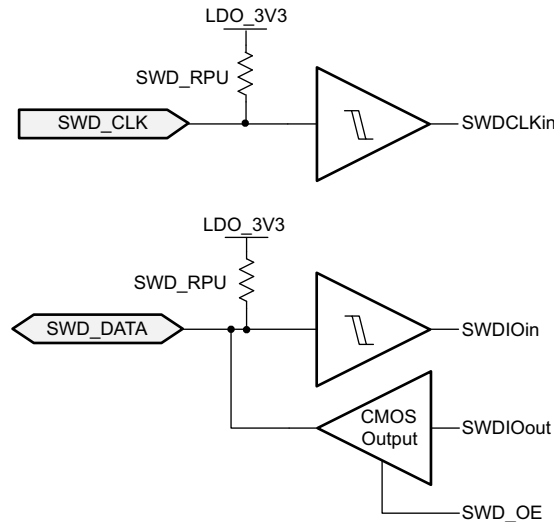 LDO_3V3
SWD_RPU
SWD_CLK
SWDCLKin
LDO_3V3
SWD_RPU
SWD_DATA
SWDIOin
CMOS
Output
SWDIOout
SWD_OE